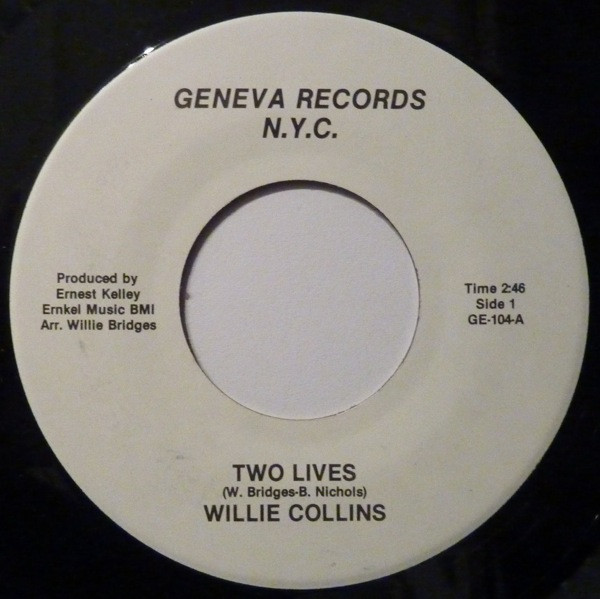 GENEVA RECORDS
N.Y.C.
Produced by
Ernest Kelley
Ernkel Music BMI
Arr. Willie Bridges
Time 2:46
Side 1
GE-104-A
TWO LIVES
(W. Bridges-B. Nichols)
WILLIE COLLINS